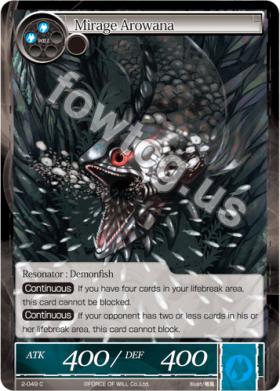 Mirage Arowana
WILL
fowtcg.us
Resonator : Demonfish
Continuous If you have four cards in your lifebreak area,
this card cannot be blocked.
Continuous If your opponent has two or less cards in his or
her lifebreak area, this card cannot block.
ATK 400/ DEF 400
2-049 C ©FORCE OF WILL, Co.,Ltd.